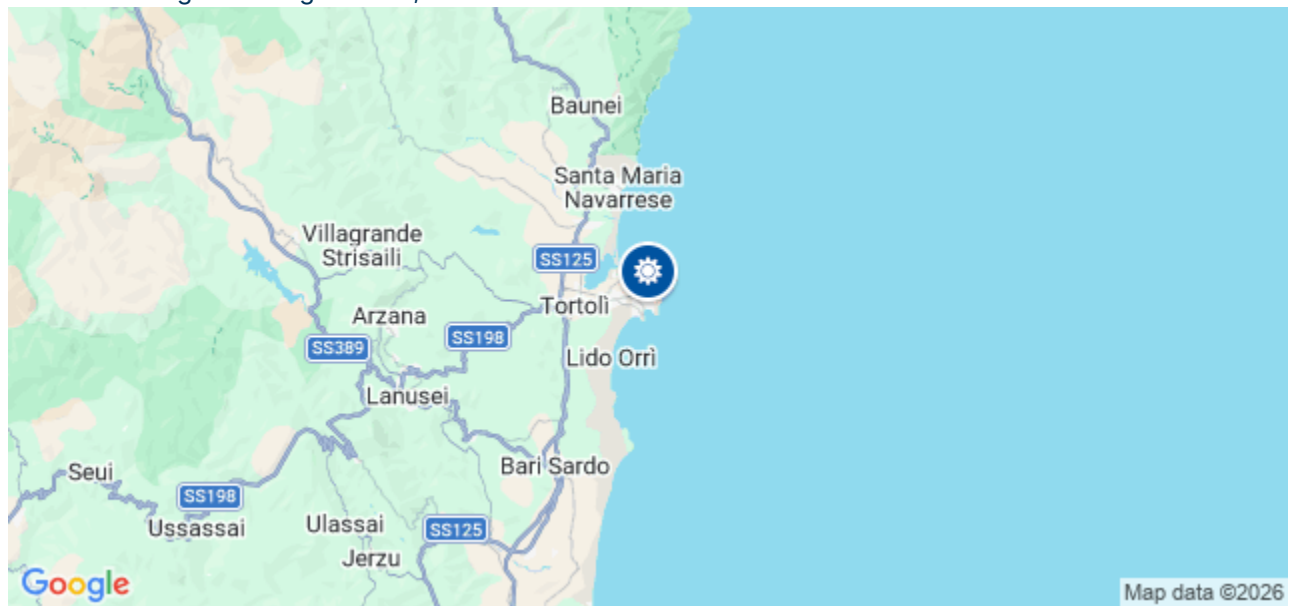 Baunei
Santa Maria
Navarrese
Villagrande
Strisaili
SS125
Tortolì
Arzana
SS198
SS389
Lido Orrì
Lanusei
Bari Sardo
Seui
SS198
Ussassai
Ulassai
SS125
Jerzu
Google
Map data ©2026